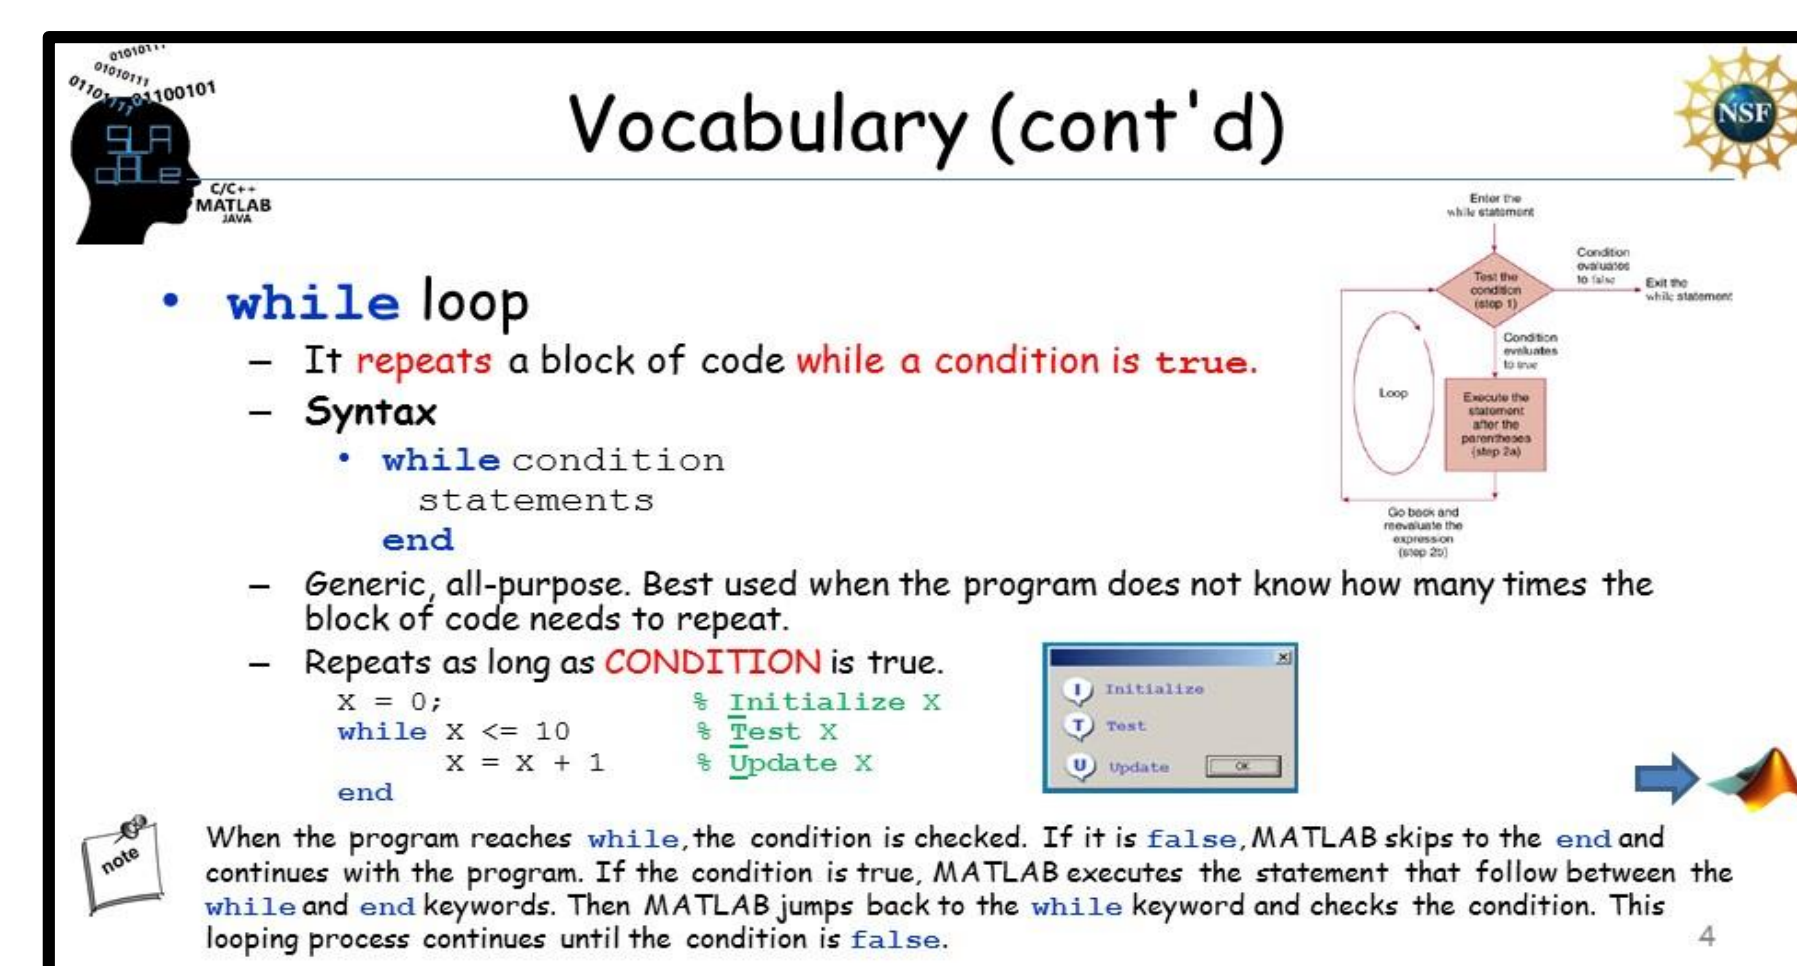 01010111
01010111
01101111 01100101
SLA
able
C/C++
MATLAB
JAVA
Vocabulary (cont'd)
NSF
• while loop
– It repeats a block of code while a condition is true.
– Syntax
• while condition
statements
end
– Generic, all-purpose. Best used when the program does not know how many times the
block of code needs to repeat.
– Repeats as long as CONDITION is true.
X = 0; % Initialize X
while X <= 10 % Test X
X = X + 1 % Update X
end
Enter the
while statement
Test the
condition
(step 1)
Condition
evaluates
to false
Exit the
while statement
Condition
evaluates
to true
Loop
Execute the
statement
after the
parentheses
(step 2a)
Go back and
reevaluate the
expression
(step 2b)
I Initialize
T Test
U Update OK
note
When the program reaches while, the condition is checked. If it is false, MATLAB skips to the end and
continues with the program. If the condition is true, MATLAB executes the statement that follow between the
while and end keywords. Then MATLAB jumps back to the while keyword and checks the condition. This
looping process continues until the condition is false.
4